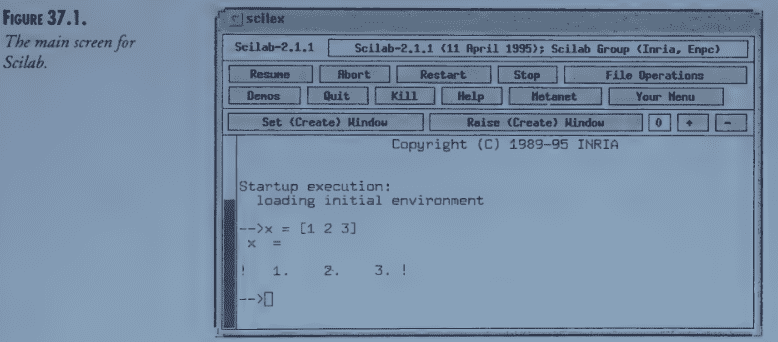 FIGURE 37.1.
The main screen for
Scilab.
scilex
Scilab-2.1.1 Scilab-2.1.1 (11 April 1995); Scilab Group (Inria, Enpc)
Resume Abort Restart Stop File Operations
Demos Quit Kill Help Metanet Your Menu
Set (Create) Window Raise (Create) Window 0 + -
Copyright (C) 1989-95 INRIA
Startup execution:
loading initial environment
-->x = [1 2 3]
x =
! 1. 2. 3. !
-->